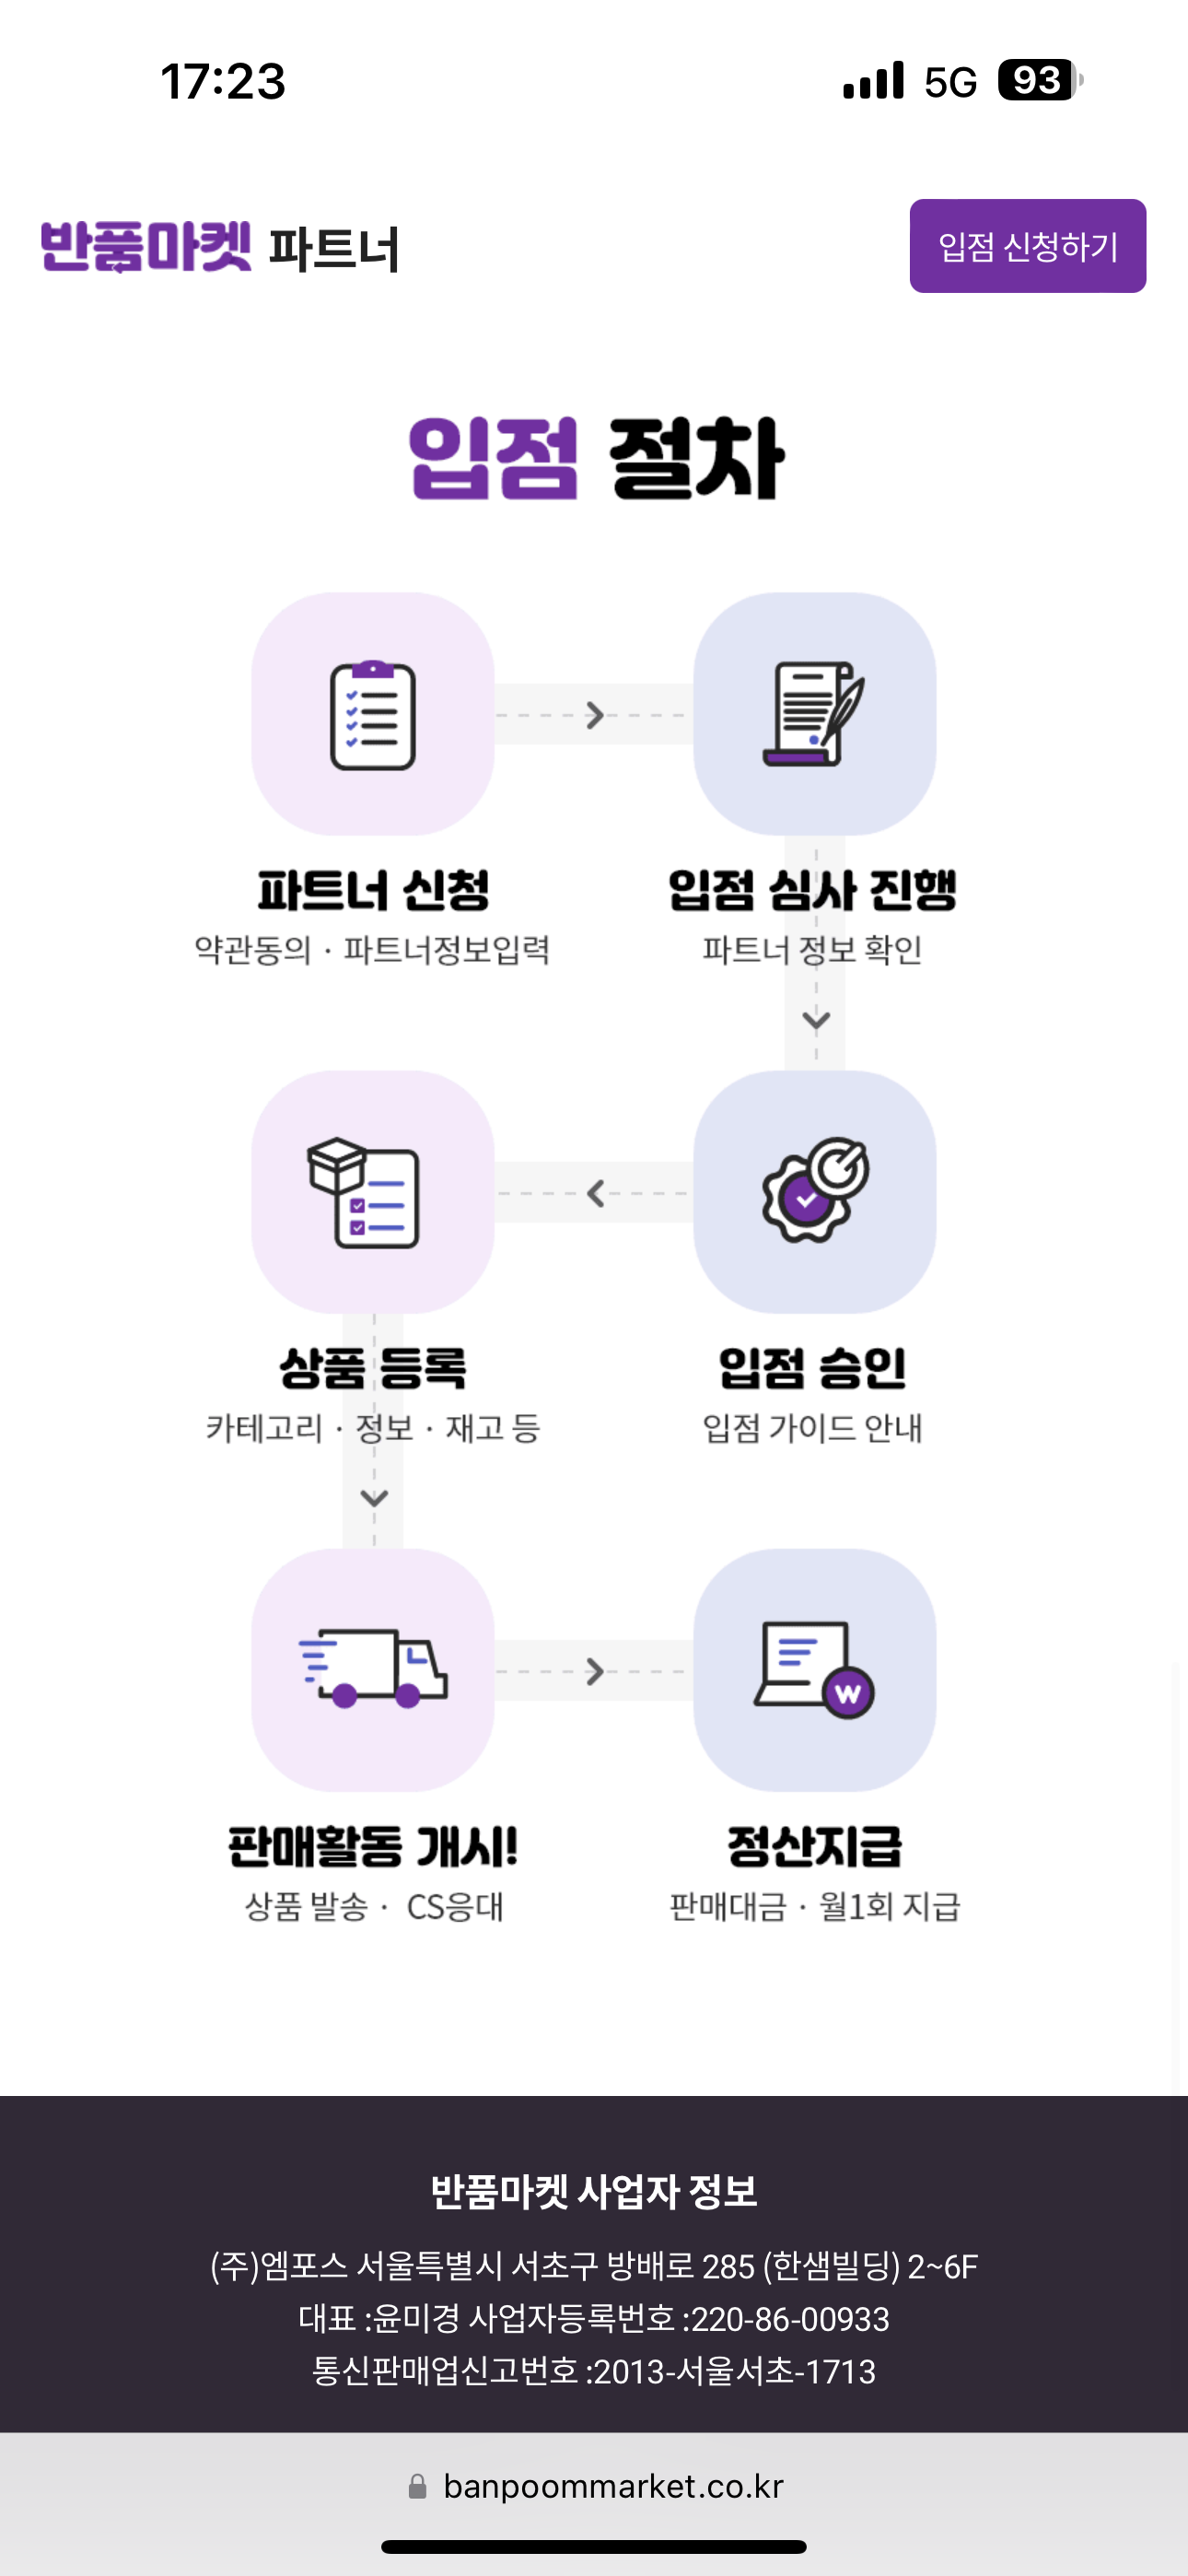 17:23
5G 93
반품마켓 파트너
입점 신청하기
입점 절차
파트너 신청
약관동의 · 파트너정보입력
입점 심사 진행
파트너 정보 확인
상품 등록
카테고리 · 정보 · 재고 등
입점 승인
입점 가이드 안내
W
판매활동 개시!
상품 발송 · CS응대
정산지급
판매대금 · 월1회 지급
반품마켓 사업자 정보
(주)엠포스 서울특별시 서초구 방배로 285 (한샘빌딩) 2~6F
대표 :윤미경 사업자등록번호 :220-86-00933
통신판매업신고번호 :2013-서울서초-1713
banpoommarket.co.kr